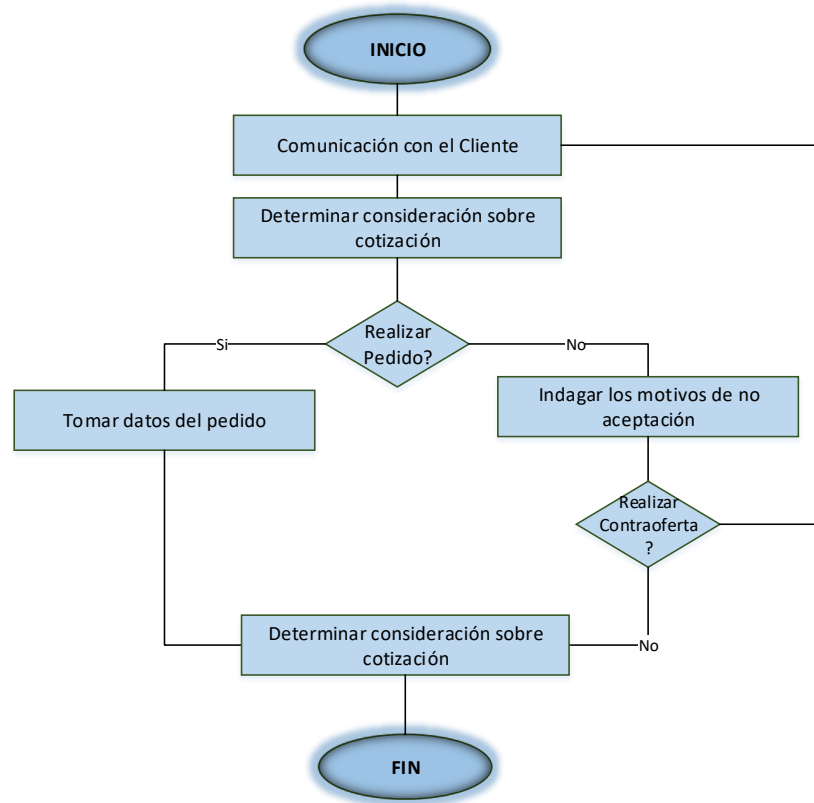 INICIO
Comunicación con el Cliente
Determinar consideración sobre
cotización
Realizar
Pedido?
Si
No
Tomar datos del pedido
Indagar los motivos de no
aceptación
Realizar
Contraoferta
?
No
Determinar consideración sobre
cotización
FIN